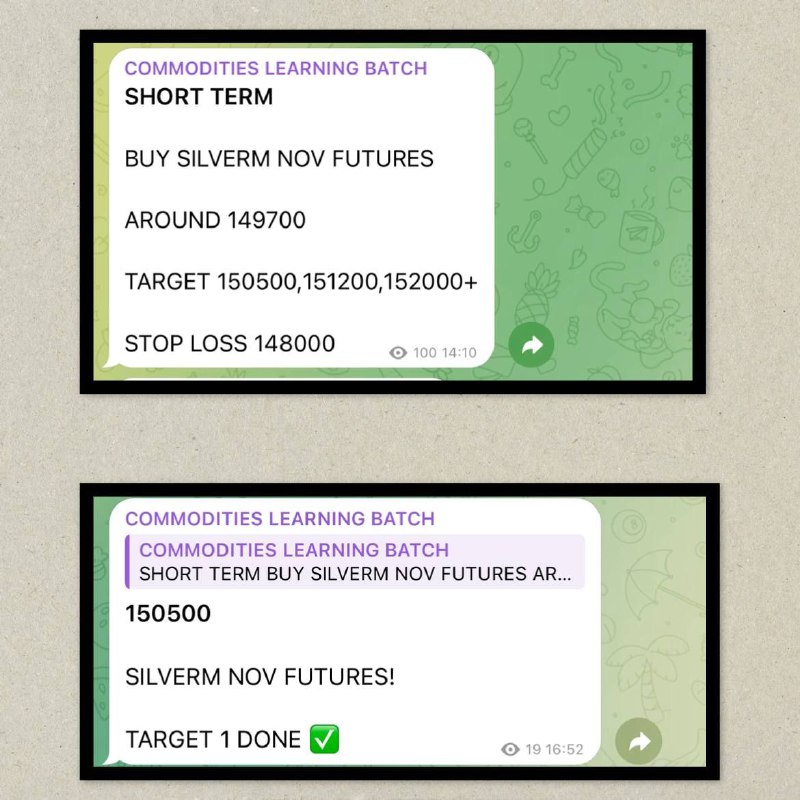 COMMODITIES LEARNING BATCH
SHORT TERM
BUY SILVERM NOV FUTURES
AROUND 149700
TARGET 150500,151200,152000+
STOP LOSS 148000
100 14:10
COMMODITIES LEARNING BATCH
COMMODITIES LEARNING BATCH
SHORT TERM BUY SILVERM NOV FUTURES AR...
150500
SILVERM NOV FUTURES!
TARGET 1 DONE ✅
19 16:52